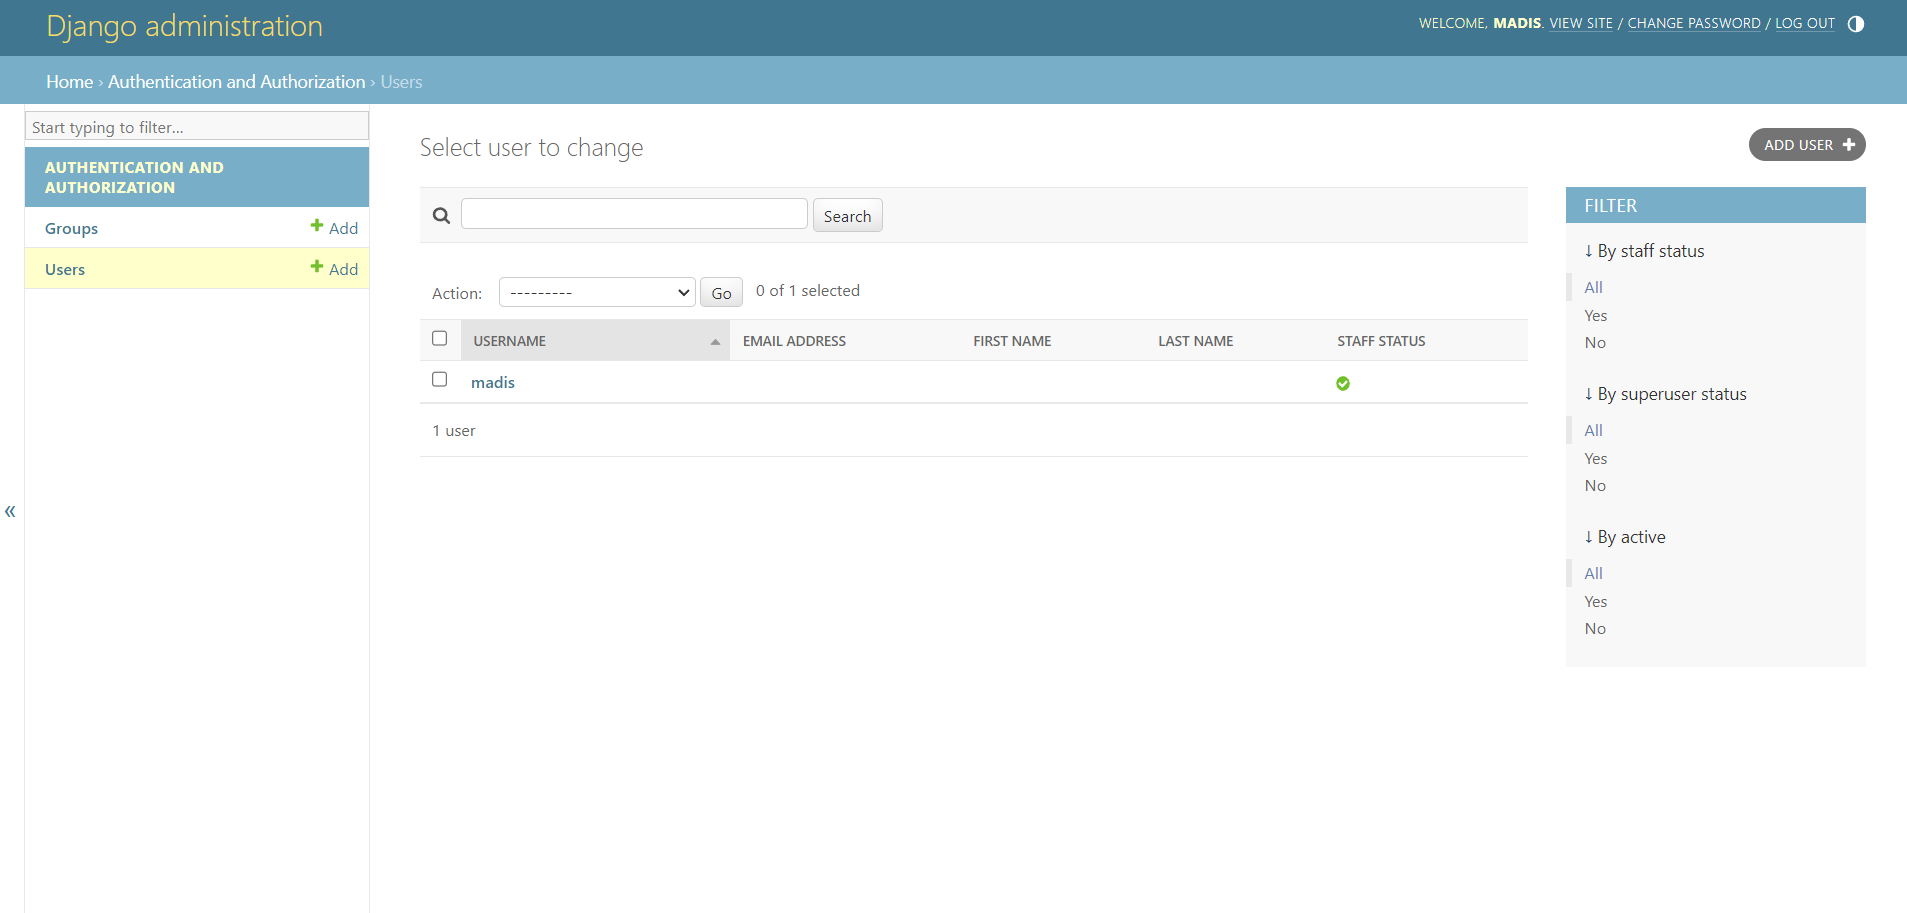 Django administration
WELCOME, MADIS. VIEW SITE / CHANGE PASSWORD / LOG OUT
Home › Authentication and Authorization › Users
Start typing to filter...
AUTHENTICATION AND
AUTHORIZATION
Groups
Add
Users
Add
«
Select user to change
ADD USER
Search
Action:
---------
Go
0 of 1 selected
USERNAME
EMAIL ADDRESS
FIRST NAME
LAST NAME
STAFF STATUS
madis
1 user
FILTER
↓ By staff status
All
Yes
No
↓ By superuser status
All
Yes
No
↓ By active
All
Yes
No